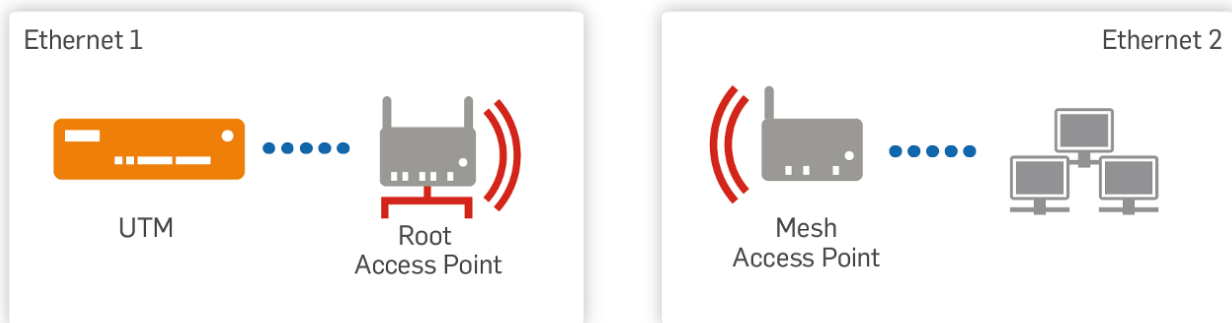 Ethernet 1
Ethernet 2
UTM
Root
Access Point
Mesh
Access Point